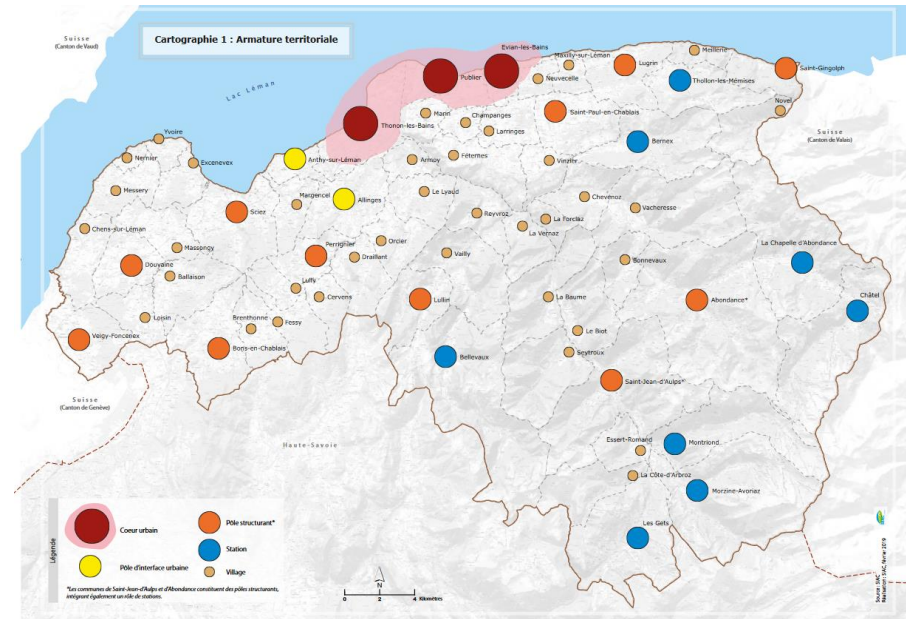 Cartographie 1 : Armature territoriale
Suisse
(Canton de Vaud)
Lac Léman
Evian-les-Bains
Maxilly-sur-Léman
Meillerie
Lugrin
Saint-Gingolph
Publier
Neuvecelle
Thollon-les-Mémises
Novel
Marin
Champanges
Saint-Paul-en-Chablais
Thonon-les-Bains
Larringes
Suisse
(Canton de Valais)
Yvoire
Bernex
Nernier
Excenevex
Anthy-sur-Léman
Armoy
Féternes
Vinzier
Messery
Margencel
Allinges
Le Lyaud
Chevenoz
Vacheresse
Sciez
Reyvroz
La Forclaz
La Vernaz
Chens-sur-Léman
Massongy
Perrignier
Orcier
Draillant
Vailly
Bonnevaux
La Chapelle d'Abondance
Douvaine
Ballaison
Lully
Cervens
Lullin
La Baume
Abondance*
Châtel
Loisin
Brenthonne
Fessy
Le Biot
Veigy-Foncenex
Bons-en-Chablais
Bellevaux
Seytroux
Saint-Jean-d'Aulps*
Suisse
(Canton de Genève)
Haute-Savoie
Essert-Romand
Montriond
La Côte-d'Arbroz
Morzine-Avoriaz
Les Gets
Légende
Coeur urbain
Pôle d'interface urbaine
Pôle structurant*
Station
Village
*Les communes de Saint-Jean-d'Aulps et d'Abondance constituent des pôles structurants,
intégrant également un rôle de stations.
N
0 2 4
Kilomètres
Source : SIAC
Réalisation : SIAC, février 2019